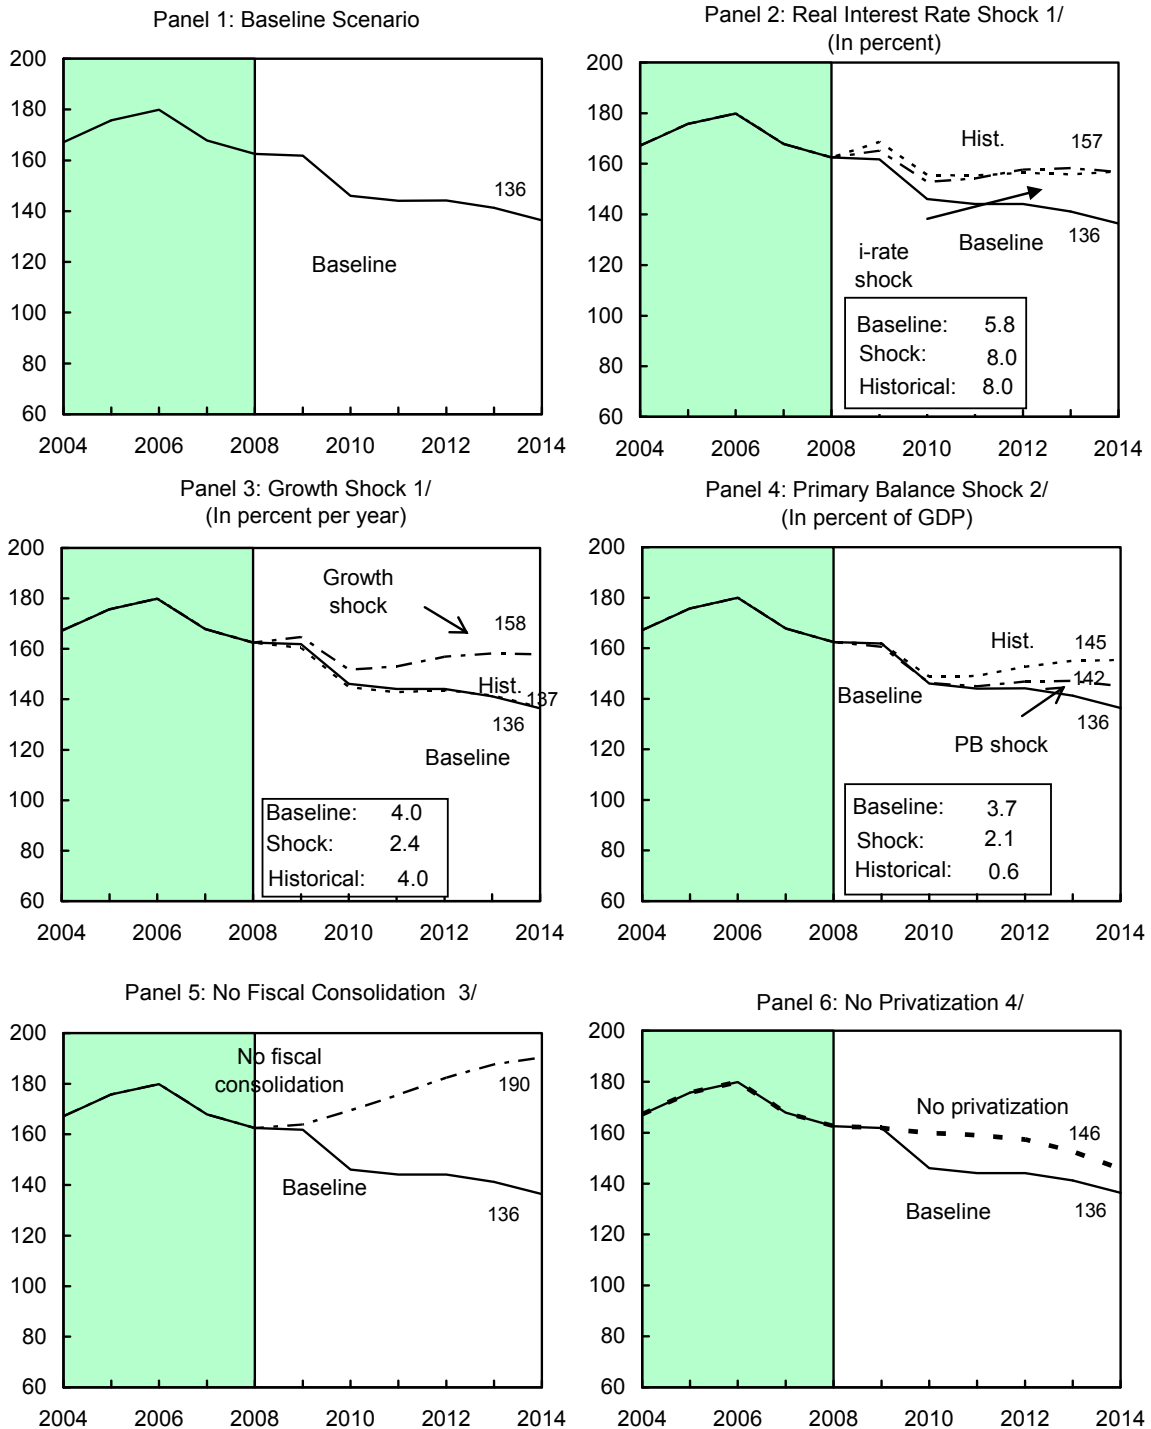 Panel 1: Baseline Scenario
200
180
160
140
120
100
80
60
136
Baseline
2004 2006 2008 2010 2012 2014
Panel 2: Real Interest Rate Shock 1/
(In percent)
200
180
160
140
120
100
80
60
Hist.
157
Baseline
136
i-rate
shock
Baseline: 5.8
Shock: 8.0
Historical: 8.0
2004 2006 2008 2010 2012 2014
Panel 3: Growth Shock 1/
(In percent per year)
200
180
160
140
120
100
80
60
Growth
shock
158
Hist.
137
136
Baseline
Baseline: 4.0
Shock: 2.4
Historical: 4.0
2004 2006 2008 2010 2012 2014
Panel 4: Primary Balance Shock 2/
(In percent of GDP)
200
180
160
140
120
100
80
60
Hist.
145
142
Baseline
136
PB shock
Baseline: 3.7
Shock: 2.1
Historical: 0.6
2004 2006 2008 2010 2012 2014
Panel 5: No Fiscal Consolidation 3/
200
180
160
140
120
100
80
60
No fiscal
consolidation
190
Baseline
136
2004 2006 2008 2010 2012 2014
Panel 6: No Privatization 4/
200
180
160
140
120
100
80
60
No privatization
146
Baseline
136
2004 2006 2008 2010 2012 2014